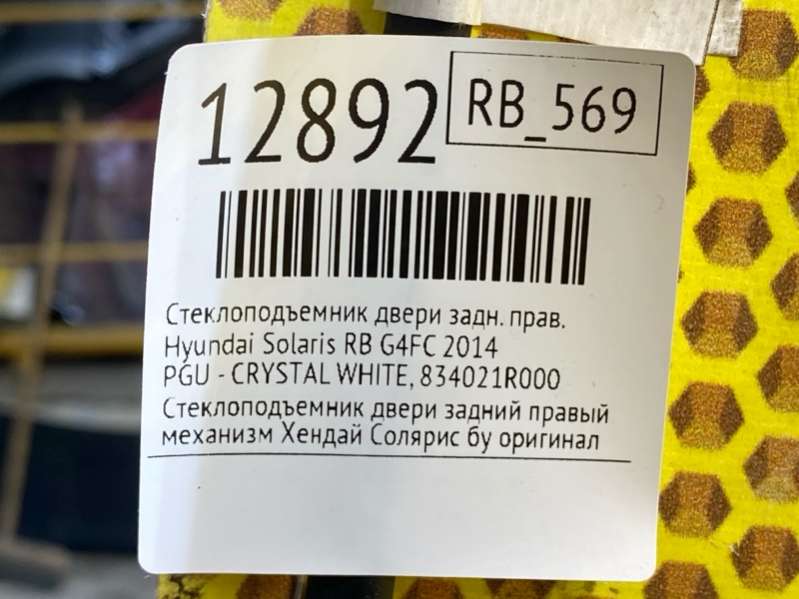 12892
RB_569
Стеклоподъемник двери задн. прав.
Hyundai Solaris RB G4FC 2014
PGU - CRYSTAL WHITE, 834021R000
Стеклоподъемник двери задний правый
механизм Хендай Солярис бу оригинал